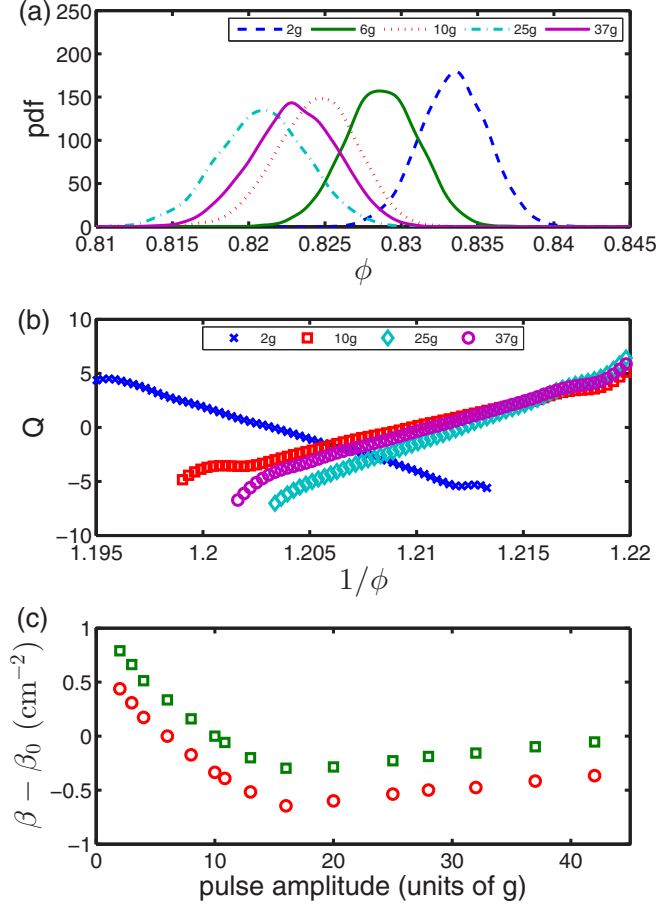 (a)
250
200
150
100
50
0
pdf
2g 6g 10g 25g 37g
0.81 0.815 0.82 0.825 0.83 0.835 0.84 0.845
ϕ
(b)
10
5
0
−5
−10
Q
2g 10g 25g 37g
1.195 1.2 1.205 1.21 1.215 1.22
1/ϕ
(c)
1
0.5
0
−0.5
−1
β − β₀ (cm⁻²)
0 10 20 30 40
pulse amplitude (units of g)